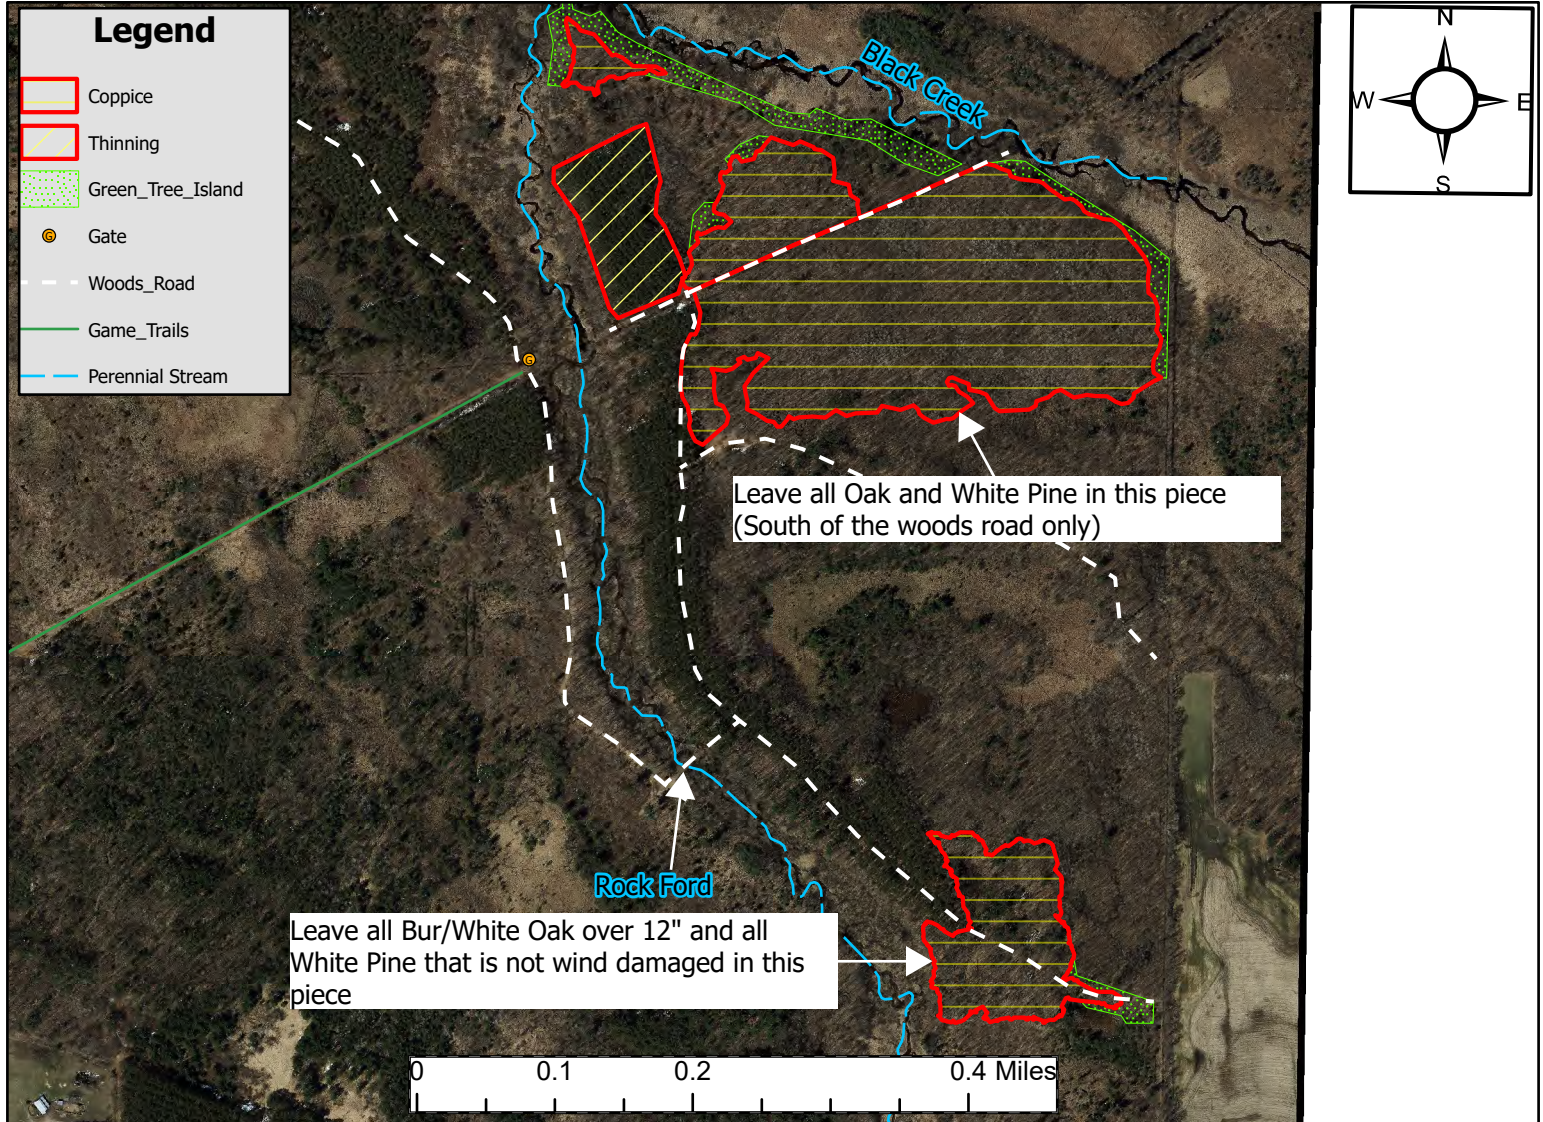 Legend
Coppice
Thinning
Green_Tree_Island
G Gate
Woods_Road
Game_Trails
Perennial Stream
N
W E
S
Black Creek
G
Leave all Oak and White Pine in this piece
(South of the woods road only)
Rock Ford
Leave all Bur/White Oak over 12" and all
White Pine that is not wind damaged in this
piece
0 0.1 0.2 0.4 Miles